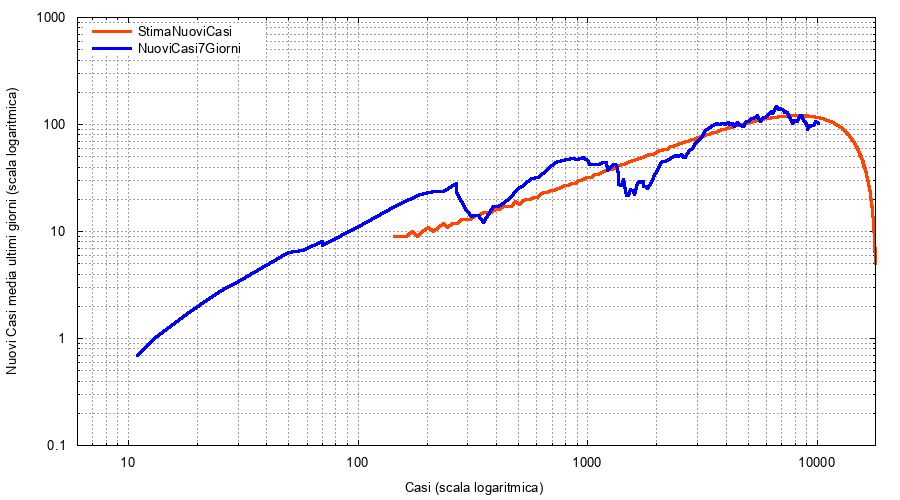 1000
StimaNuoviCasi
NuoviCasi7Giorni
100
10
1
0.1
Nuovi Casi media ultimi giorni (scala logaritmica)
10 100 1000 10000
Casi (scala logaritmica)